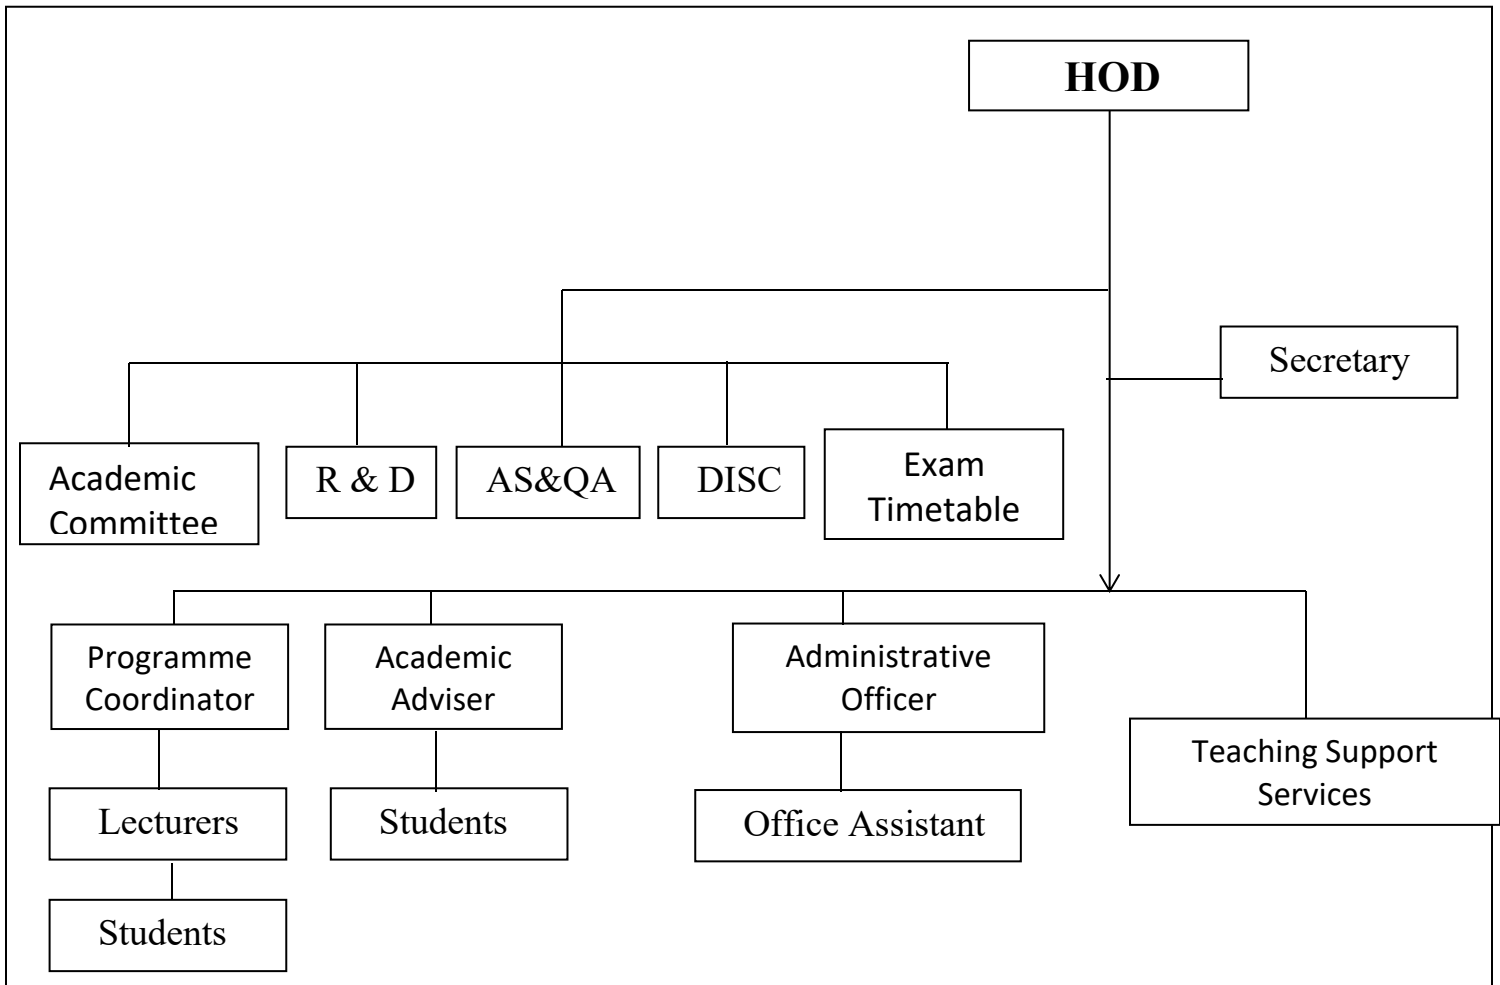 HOD
Secretary
Academic
Committee
R & D
AS&QA
DISC
Exam
Timetable
Programme
Coordinator
Academic
Adviser
Administrative
Officer
Teaching Support
Services
Lecturers
Students
Office Assistant
Students